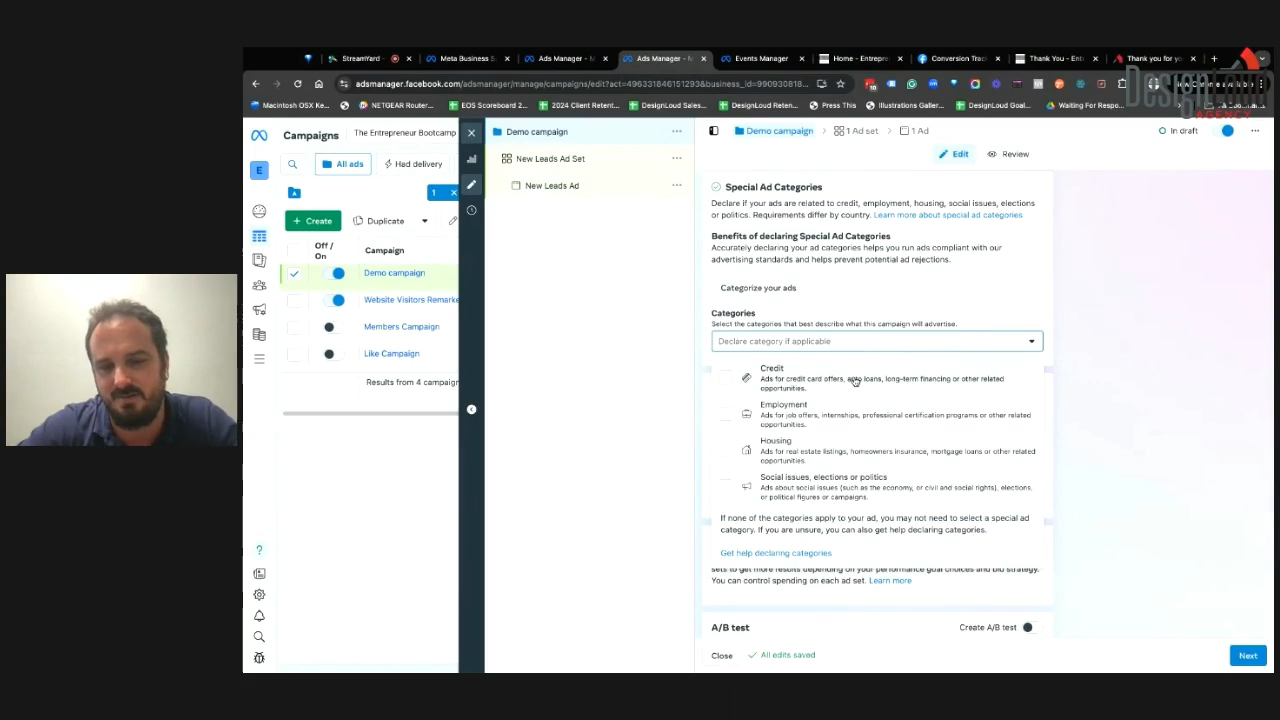 StreamYard
Meta Business S
Ads Manager - M
Ads Manager - M
Events Manager
Home - Entrepre
Conversion Trac
Thank You - Ent
Thank you for yo
adsmanager.facebook.com/adsmanager/manage/campaigns/edit?act=496331846151293&business_id=990930818...
Macintosh OSX Ke...
NETGEAR Router...
EOS Scoreboard 2...
2024 Client Retent...
DesignLoud Sales...
DesignLoud Reten...
Press This
Illustrations Galler...
DesignLoud Goal...
Waiting For Respo...
AGENCY
Campaigns
The Entrepreneur Bootcamp
All ads
Had delivery
E
1
+ Create
Duplicate
Off / On
Campaign
Demo campaign
Website Visitors Remarke
Members Campaign
Like Campaign
Results from 4 campaign
Demo campaign
New Leads Ad Set
New Leads Ad
Demo campaign
1 Ad set
1 Ad
In draft
Edit
Review
Special Ad Categories
Declare if your ads are related to credit, employment, housing, social issues, elections
or politics. Requirements differ by country. Learn more about special ad categories
Benefits of declaring Special Ad Categories
Accurately declaring your ad categories helps you run ads compliant with our
advertising standards and helps prevent potential ad rejections.
Categorize your ads
Categories
Select the categories that best describe what this campaign will advertise.
Declare category if applicable
Credit
Ads for credit card offers, auto loans, long-term financing or other related
opportunities.
Employment
Ads for job offers, internships, professional certification programs or other related
opportunities.
Housing
Ads for real estate listings, homeowners insurance, mortgage loans or other related
opportunities.
Social issues, elections or politics
Ads about social issues (such as the economy, or civil and social rights), elections,
or political figures or campaigns.
If none of the categories apply to your ad, you may not need to select a special ad
category. If you are unsure, you can also get help declaring categories.
Get help declaring categories
sets to get more results depending on your performance goal choices and bid strategy.
You can control spending on each ad set. Learn more
A/B test
Create A/B test
Close
All edits saved
Next